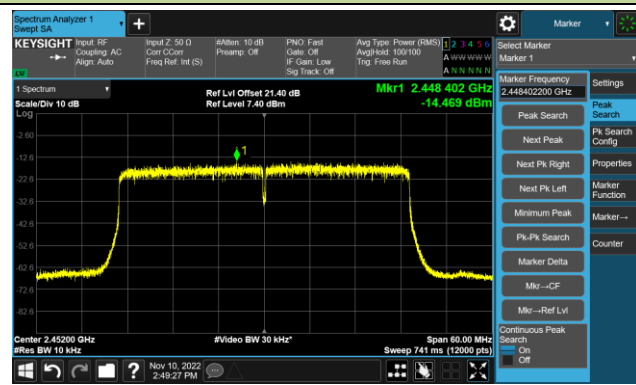 Spectrum Analyzer 1
Swept SA
Marker
KEYSIGHT
Input: RF
Coupling: AC
Align: Auto
Input Z: 50 Ω
Corr CCorr
Freq Ref: Int (S)
#Atten: 10 dB
Preamp: Off
PNO: Fast
Gate: Off
IF Gain: Low
Sig Track: Off
Avg Type: Power (RMS)
Avg|Hold: 100/100
Trig: Free Run
1 2 3 4 5 6
A W W W W W
A N N N N N
LW
Select Marker
Marker 1
1 Spectrum
Scale/Div 10 dB
Log
Ref Lvl Offset 21.40 dB
Ref Level 7.40 dBm
Mkr1 2.448 402 GHz
-14.469 dBm
Marker Frequency
2.448402200 GHz
Settings
Peak Search
Next Peak
Next Pk Right
Next Pk Left
Minimum Peak
Pk-Pk Search
Marker Delta
Mkr→CF
Mkr→Ref Lvl
Continuous Peak
Search
On
Off
Peak
Search
Pk Search
Config
Properties
Marker
Function
Marker→
Counter
-2.60
-12.6
1
-22.6
-32.6
-42.6
-52.6
-62.6
-72.6
-82.6
Center 2.45200 GHz
#Res BW 10 kHz
#Video BW 30 kHz*
Span 60.00 MHz
Sweep 741 ms (12000 pts)
Nov 10, 2022
2:49:27 PM